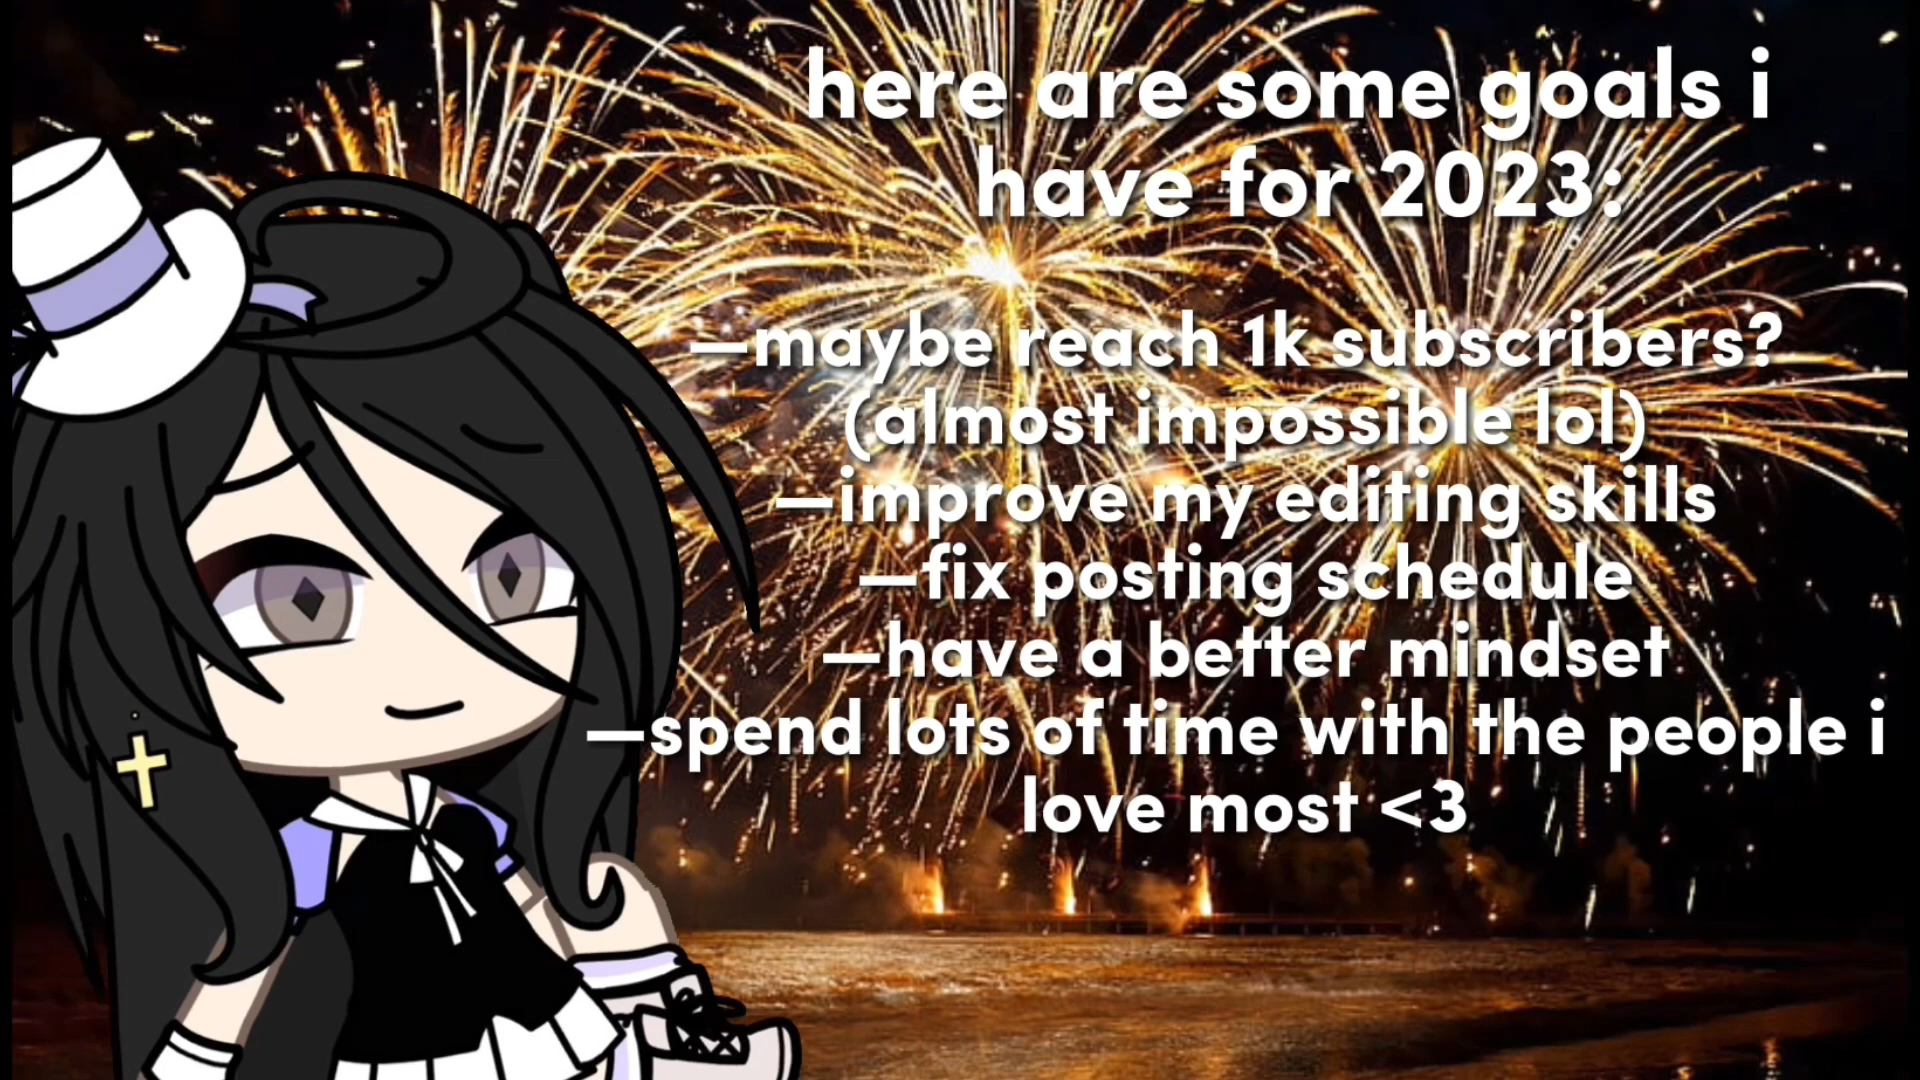 here are some goals i
have for 2023:
—maybe reach 1k subscribers?
(almost impossible lol)
—improve my editing skills
—fix posting schedule
—have a better mindset
—spend lots of time with the people i
love most <3